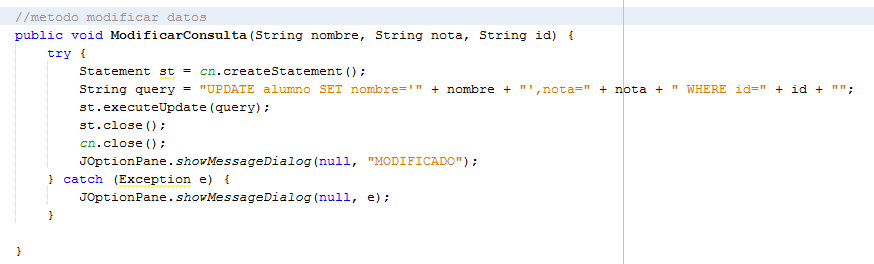 //metodo modificar datos
public void ModificarConsulta(String nombre, String nota, String id) {
try {
Statement st = cn.createStatement();
String query = "UPDATE alumno SET nombre='" + nombre + "',nota=" + nota + " WHERE id=" + id + "";
st.executeUpdate(query);
st.close();
cn.close();
JOptionPane.showMessageDialog(null, "MODIFICADO");
} catch (Exception e) {
JOptionPane.showMessageDialog(null, e);
}
}